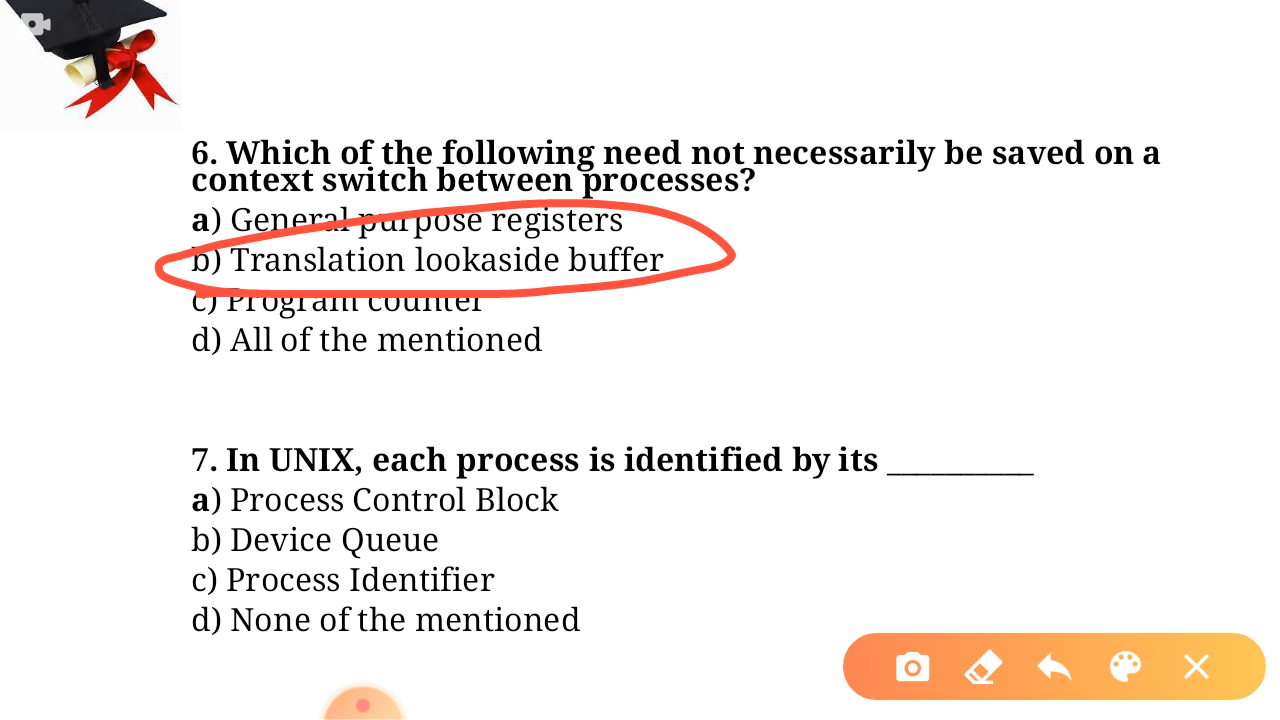 6. Which of the following need not necessarily be saved on a
context switch between processes?
a) General purpose registers
b) Translation lookaside buffer
c) Program counter
d) All of the mentioned
7. In UNIX, each process is identified by its __________
a) Process Control Block
b) Device Queue
c) Process Identifier
d) None of the mentioned